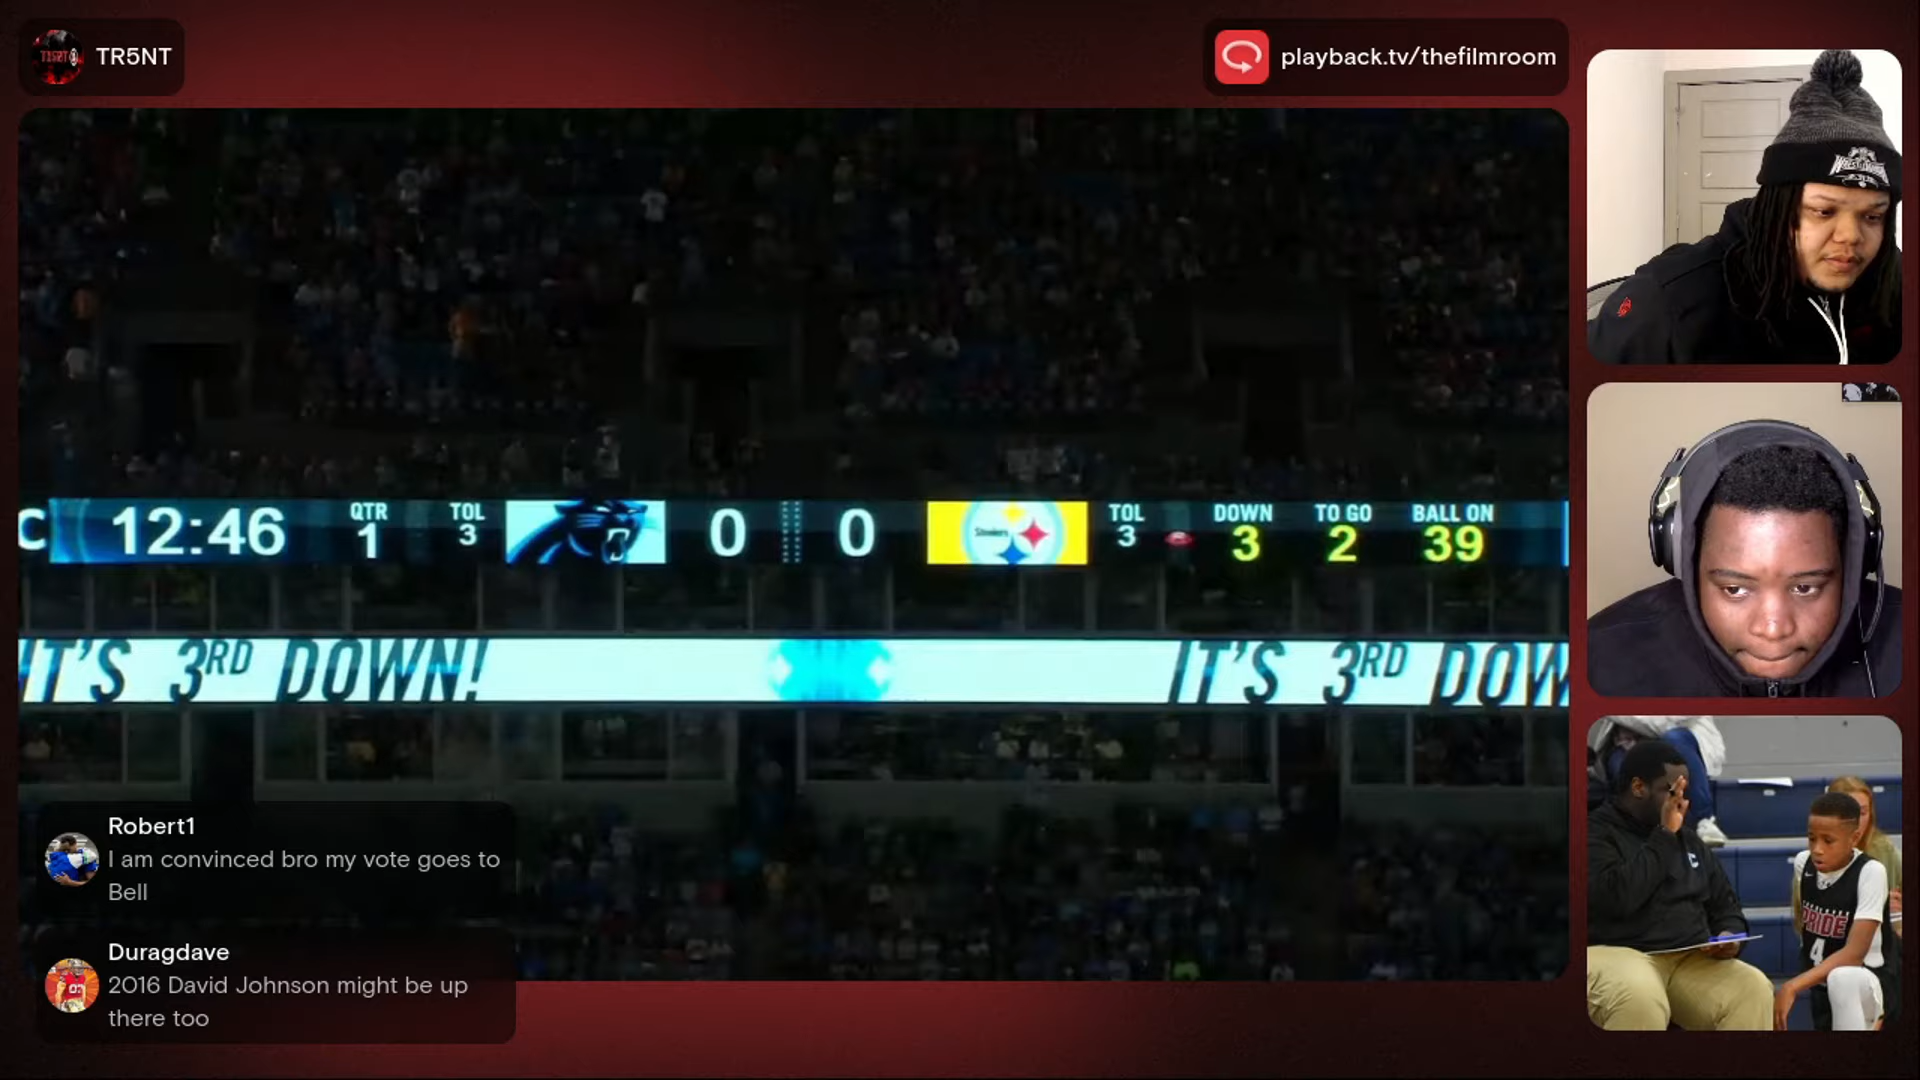 TR5NT
playback.tv/thefilmroom
C
12:46
QTR
1
TOL
3
0
0
Steelers
TOL
3
DOWN
3
TO GO
2
BALL ON
39
IT'S 3RD DOWN!
IT'S 3RD DOW
Robert1
I am convinced bro my vote goes to
Bell
Duragdave
2016 David Johnson might be up
there too
PRIDE
4
C